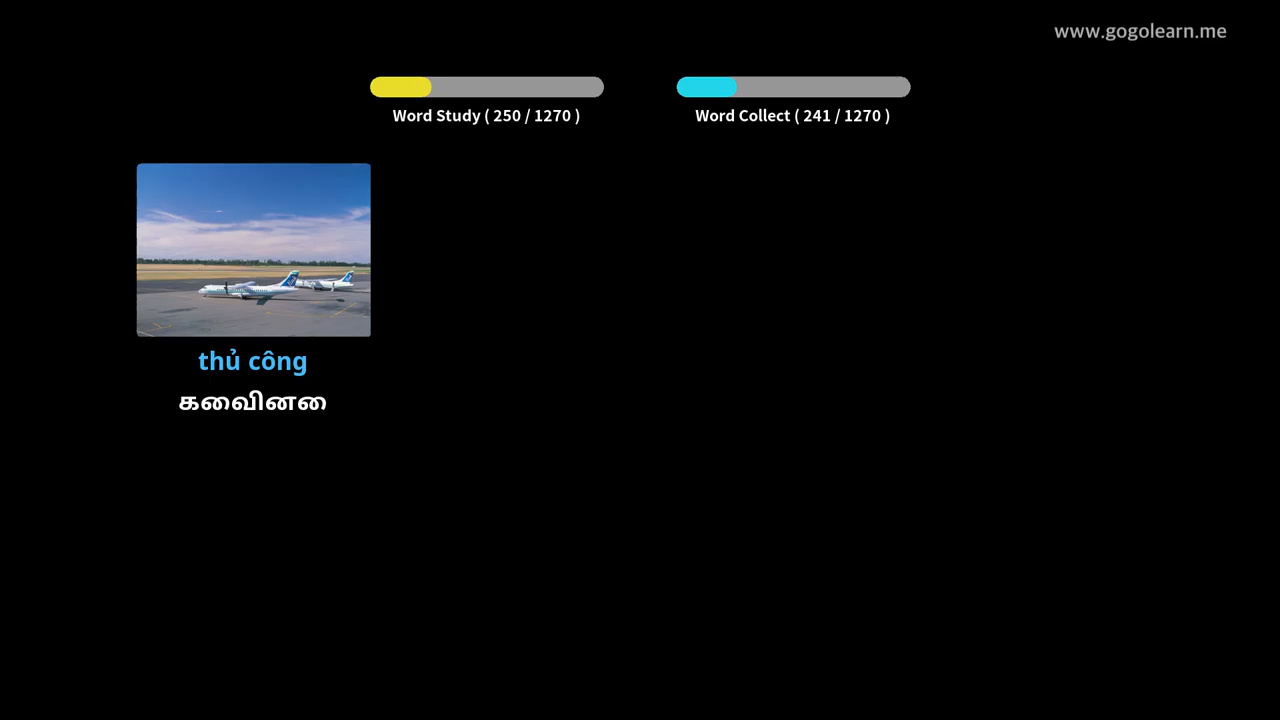 www.gogolearn.me
Word Study ( 250 / 1270 )
Word Collect ( 241 / 1270 )
thủ công
கைவினை